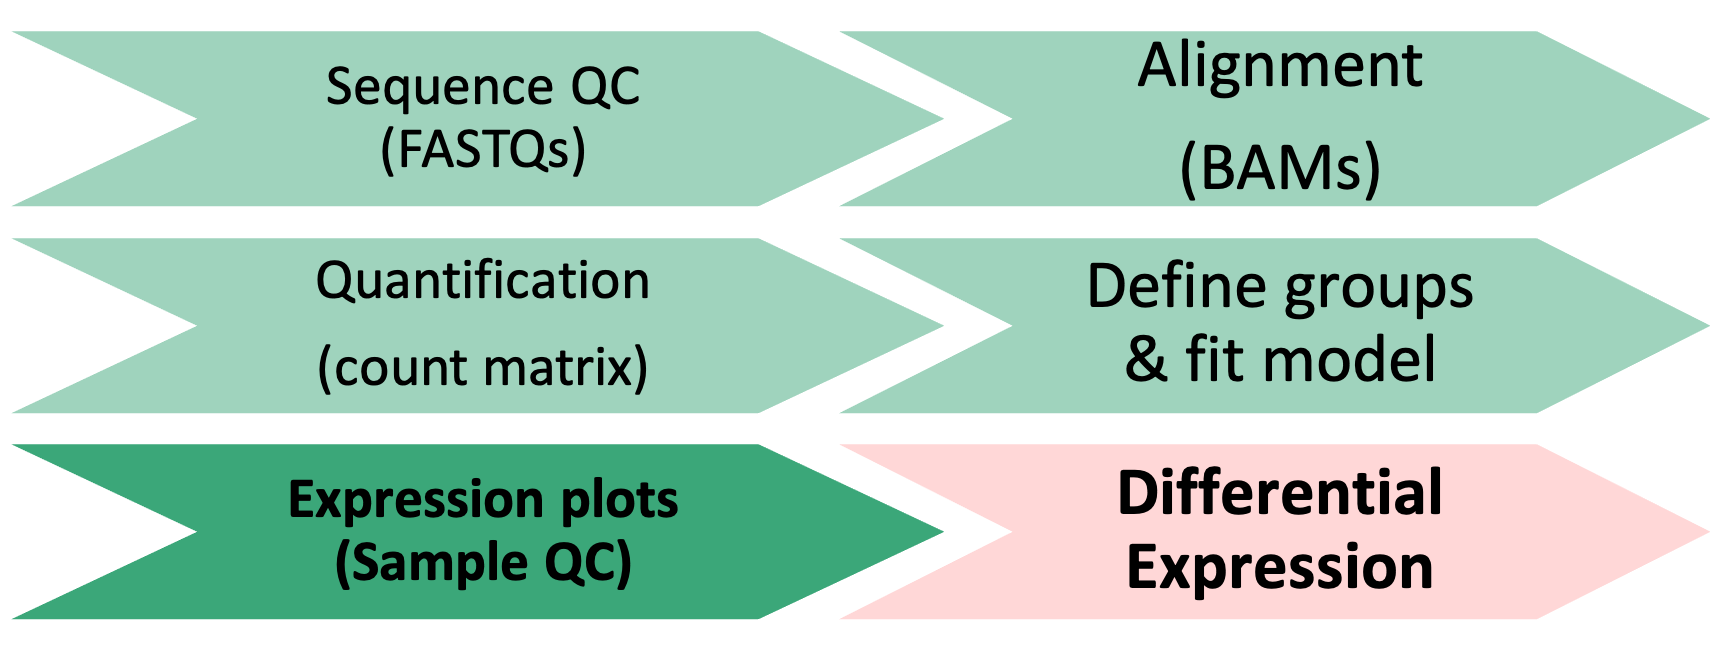 Sequence QC
(FASTQs)
Alignment
(BAMs)
Quantification
(count matrix)
Define groups
& fit model
Expression plots
(Sample QC)
Differential
Expression